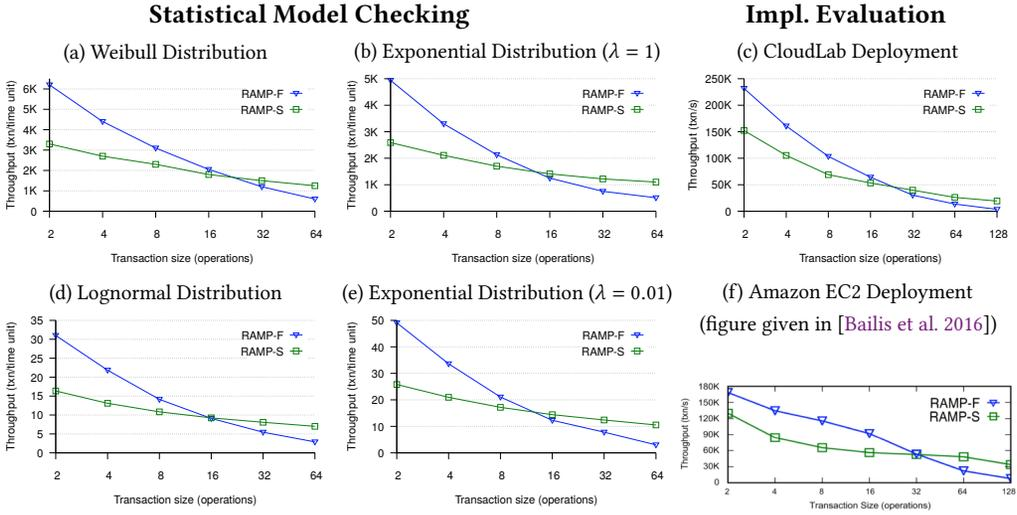 Statistical Model Checking
Impl. Evaluation
(a) Weibull Distribution
Throughput (txn/time unit)
6K
5K
4K
3K
2K
1K
0
RAMP-F
RAMP-S
2 4 8 16 32 64
Transaction size (operations)
(b) Exponential Distribution (λ = 1)
Throughput (txn/time unit)
5K
4K
3K
2K
1K
0
RAMP-F
RAMP-S
2 4 8 16 32 64
Transaction size (operations)
(c) CloudLab Deployment
Throughput (txn/s)
250K
200K
150K
100K
50K
0
RAMP-F
RAMP-S
2 4 8 16 32 64 128
Transaction size (operations)
(d) Lognormal Distribution
Throughput (txn/time unit)
35
30
25
20
15
10
5
0
RAMP-F
RAMP-S
2 4 8 16 32 64
Transaction size (operations)
(e) Exponential Distribution (λ = 0.01)
Throughput (txn/time unit)
50
40
30
20
10
0
RAMP-F
RAMP-S
2 4 8 16 32 64
Transaction size (operations)
(f) Amazon EC2 Deployment
(figure given in [Bailis et al. 2016])
Throughput (txn/s)
180K
150K
120K
90K
60K
30K
0
RAMP-F
RAMP-S
2 4 8 16 32 64 128
Transaction Size (operations)